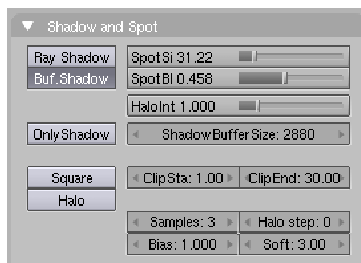 Shadow and Spot
Ray Shadow SpotSi 31.22
Buf.Shadow SpotBl 0.458
HaloInt 1.000
OnlyShadow ShadowBufferSize: 2880
Square ClipSta: 1.00 ClipEnd: 30.00
Halo
Samples: 3 Halo step: 0
Bias: 1.000 Soft: 3.00